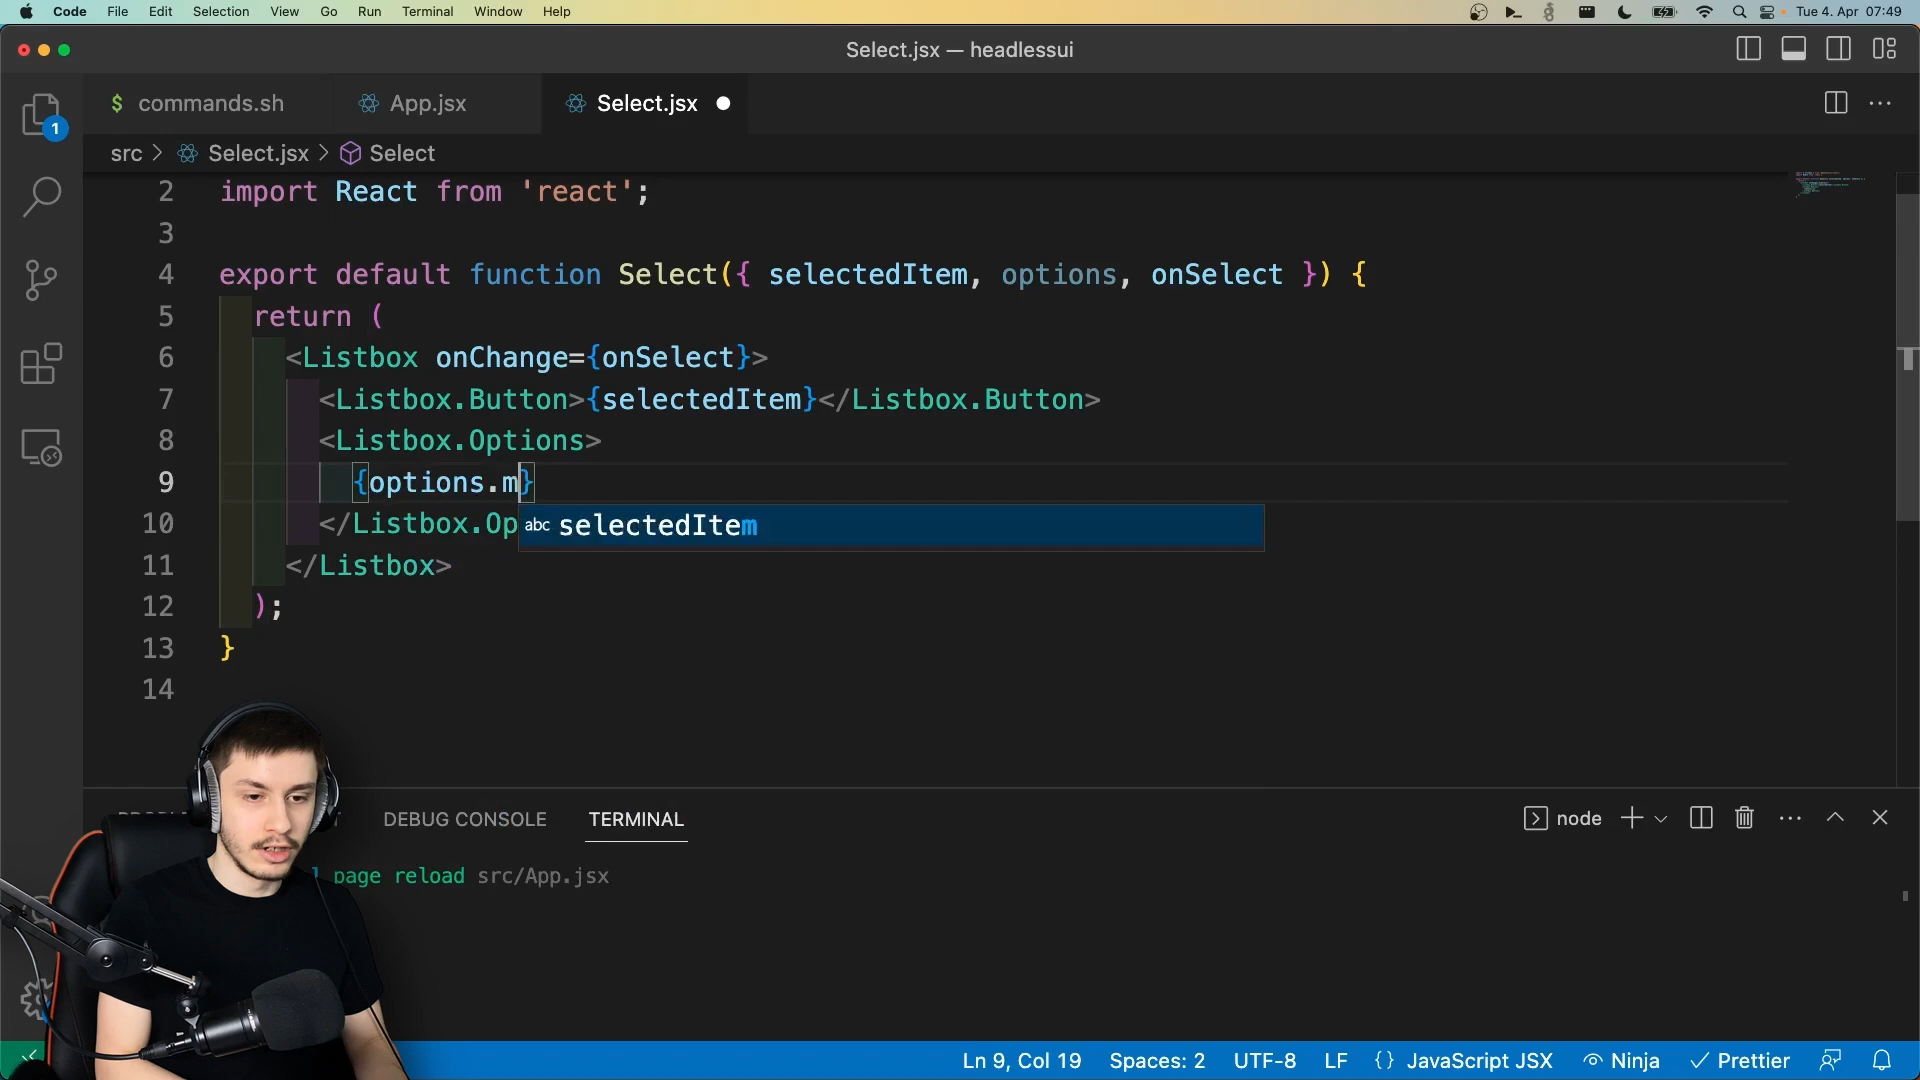 Code File Edit Selection View Go Run Terminal Window Help Tue 4. Apr 07:49
Select.jsx — headlessui
$ commands.sh App.jsx Select.jsx
1
src > Select.jsx > Select
2 import React from 'react';
3
4 export default function Select({ selectedItem, options, onSelect }) {
5 return (
6 <Listbox onChange={onSelect}>
7 <Listbox.Button>{selectedItem}</Listbox.Button>
8 <Listbox.Options>
9 {options.m}
abc selectedItem
10 </Listbox.Op
11 </Listbox>
12 );
13 }
14
DEBUG CONSOLE TERMINAL node
page reload src/App.jsx
Ln 9, Col 19 Spaces: 2 UTF-8 LF {} JavaScript JSX Ninja Prettier